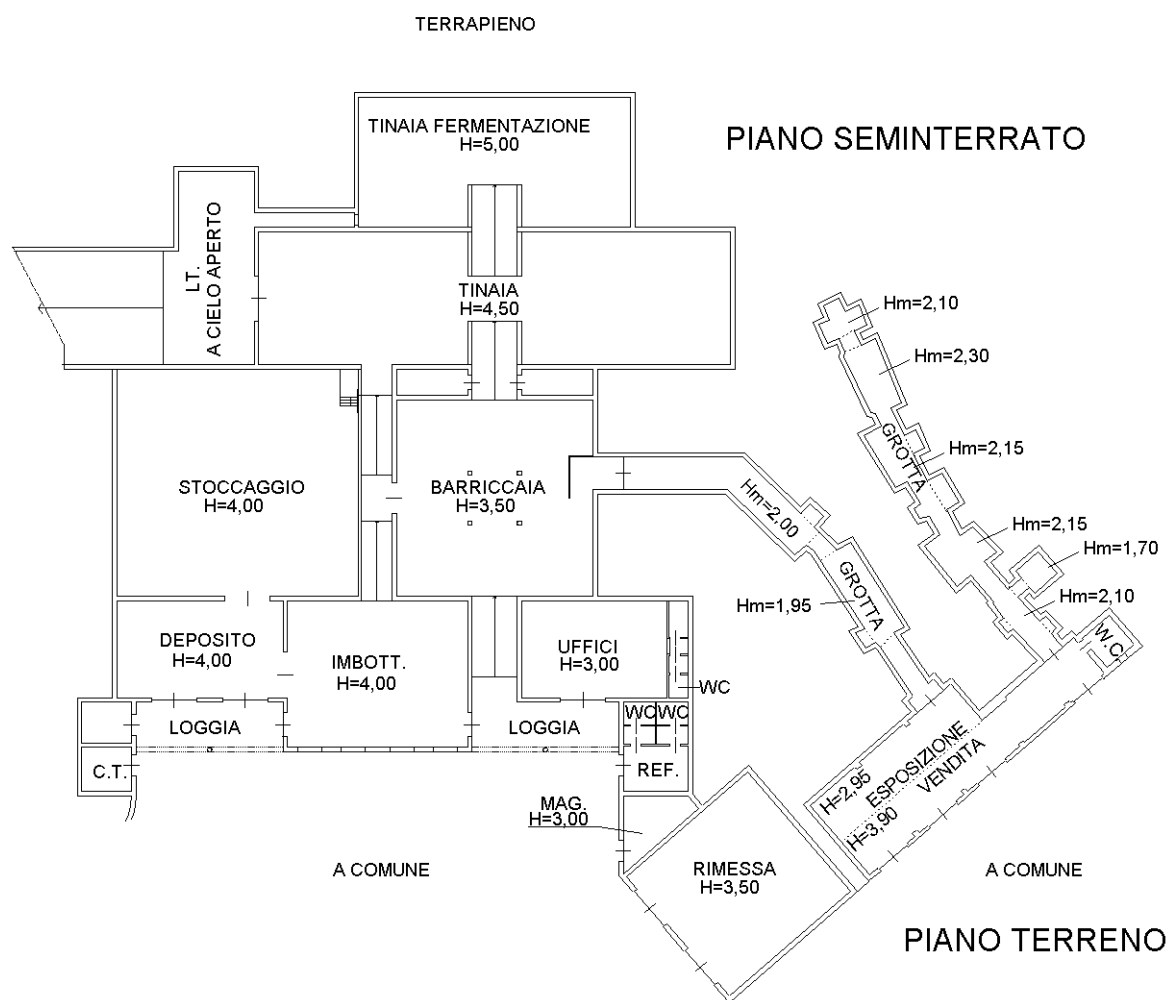 TERRAPIENO
TINAIA FERMENTAZIONE
H=5,00
PIANO SEMINTERRATO
LT.
A CIELO APERTO
TINAIA
H=4,50
Hm=2,10
Hm=2,30
GROTTA
Hm=2,15
STOCCAGGIO
H=4,00
BARRICCAIA
H=3,50
Hm=2,00
Hm=2,15
Hm=1,70
GROTTA
Hm=1,95
Hm=2,10
DEPOSITO
H=4,00
IMBOTT.
H=4,00
UFFICI
H=3,00
W.C.
WC
LOGGIA
LOGGIA
WC
WC
C.T.
REF.
ESPOSIZIONE
VENDITA
H=2,95
H=3,90
MAG.
H=3,00
A COMUNE
RIMESSA
H=3,50
A COMUNE
PIANO TERRENO